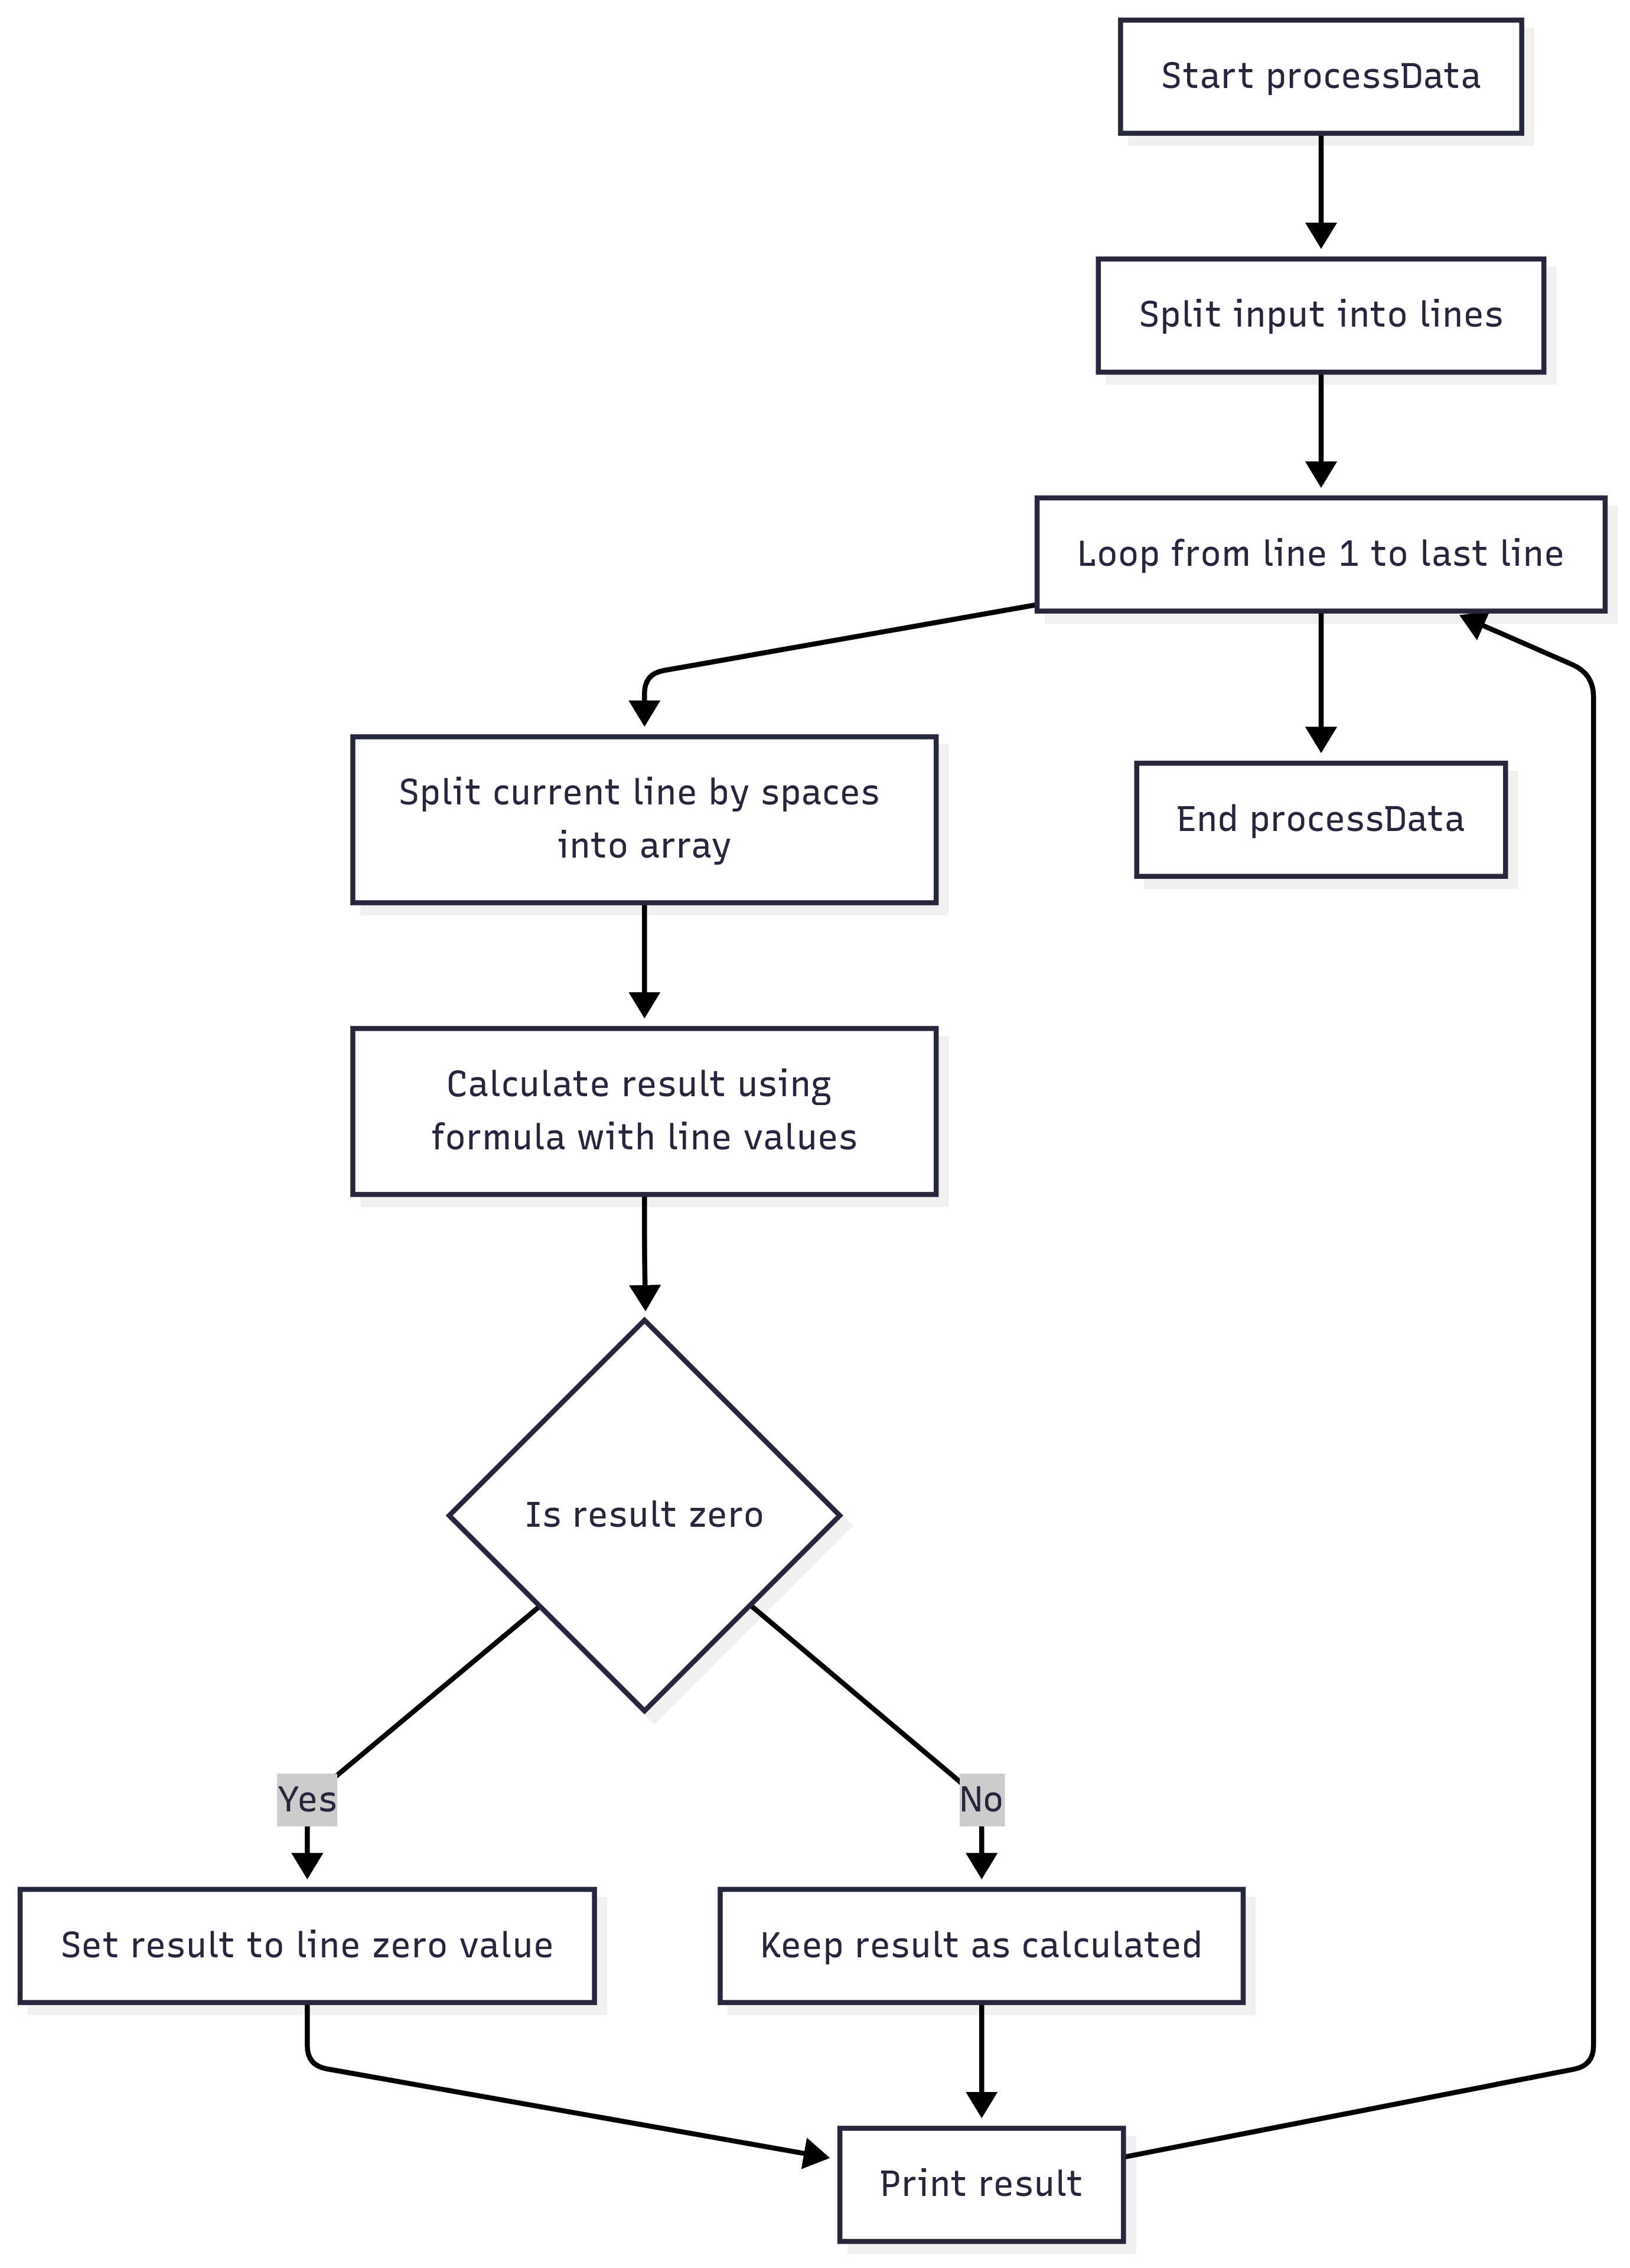 Start processData
Split input into lines
Loop from line 1 to last line
Split current line by spaces
into array
End processData
Calculate result using
formula with line values
Is result zero
Yes
No
Set result to line zero value
Keep result as calculated
Print result